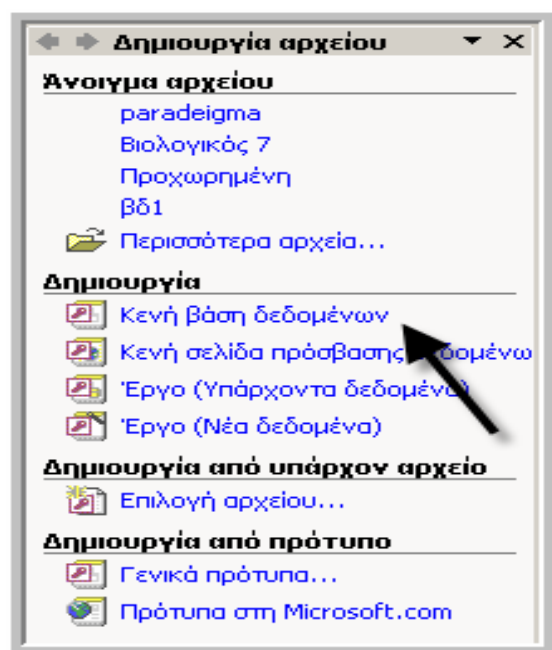 Δημιουργία αρχείου
Άνοιγμα αρχείου
paradeigma
Βιολογικός 7
Προχωρημένη
βδ1
Περισσότερα αρχεία...
Δημιουργία
Κενή βάση δεδομένων
Κενή σελίδα πρόσβασης
Έργο (Υπάρχοντα δεδομένα)
Έργο (Νέα δεδομένα)
Δημιουργία από υπάρχον αρχείο
Επιλογή αρχείου...
Δημιουργία από πρότυπο
Γενικά πρότυπα...
Πρότυπα στη Microsoft.com